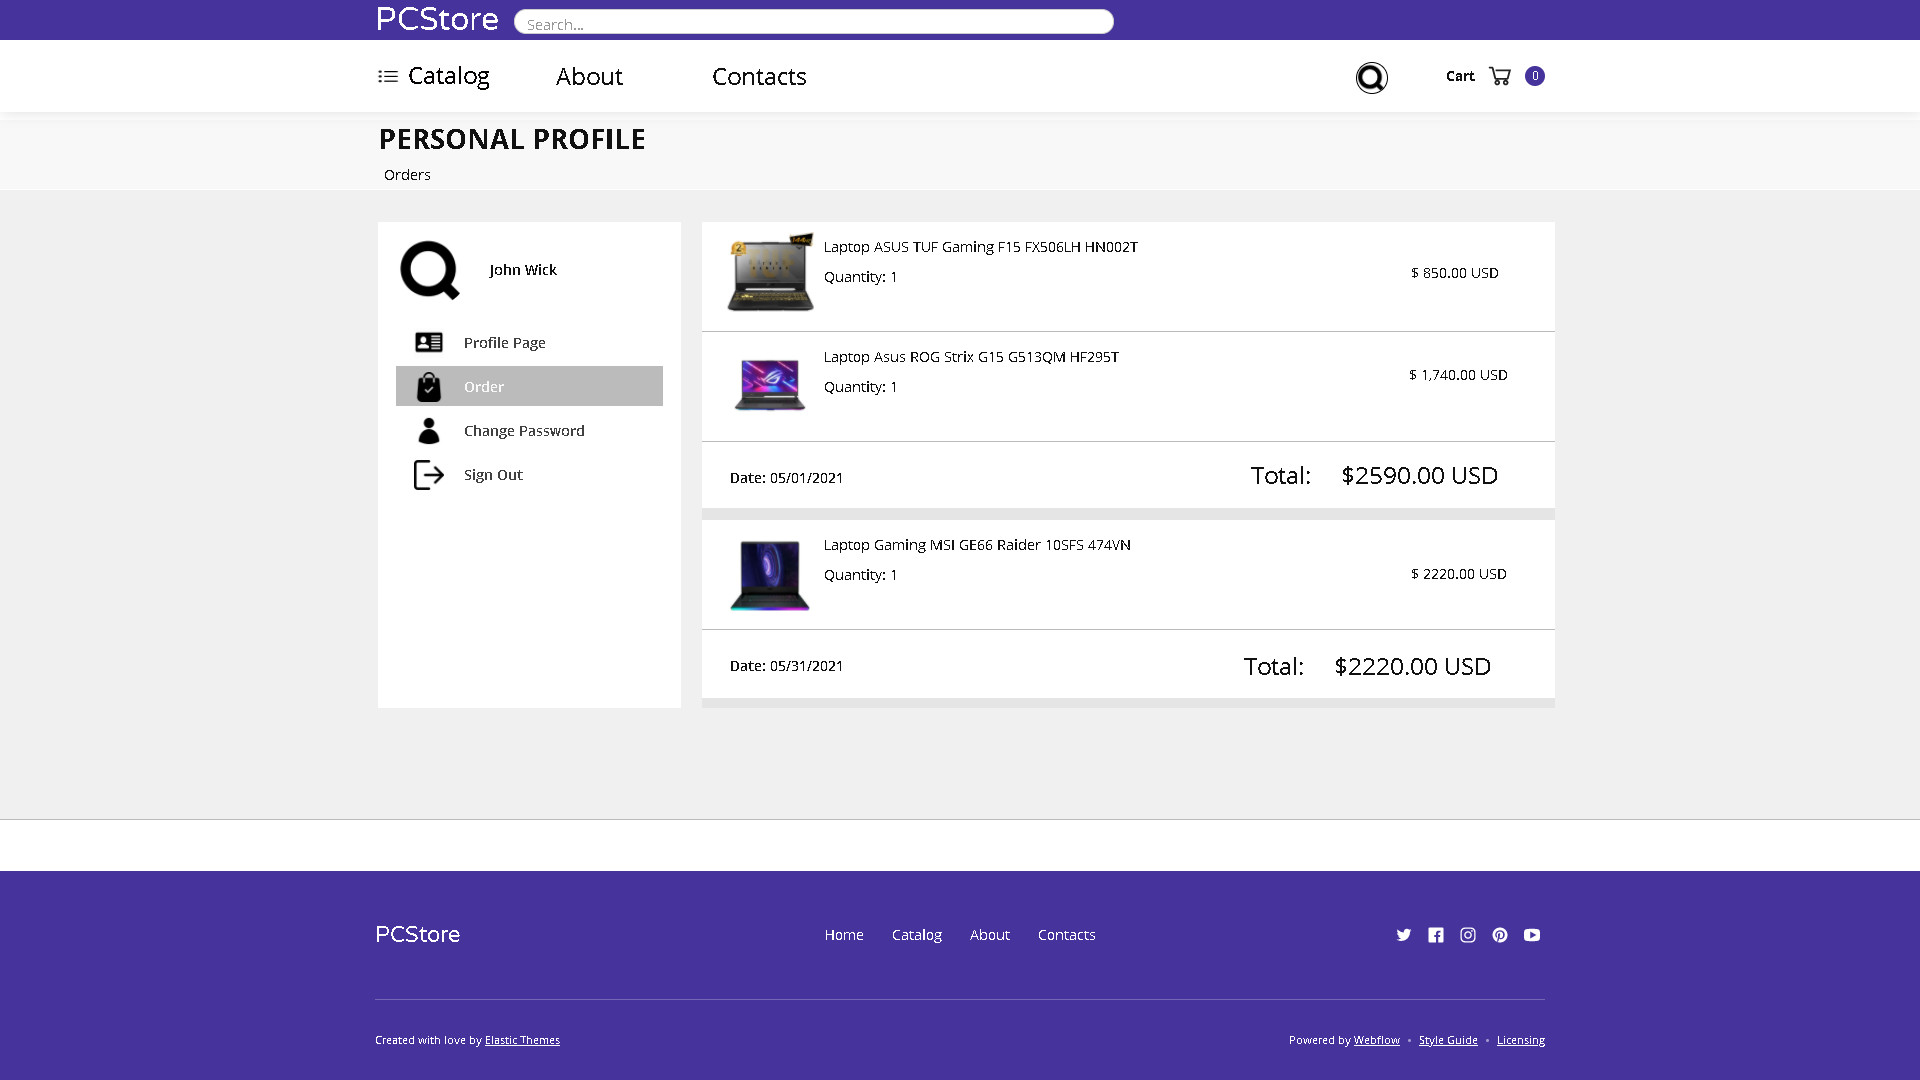 PCStore
Search...
Catalog
About
Contacts
Cart
0
PERSONAL PROFILE
Orders
John Wick
Profile Page
Order
Change Password
Sign Out
Laptop ASUS TUF Gaming F15 FX506LH HN002T
Quantity: 1
$ 850.00 USD
Laptop Asus ROG Strix G15 G513QM HF295T
Quantity: 1
$ 1,740.00 USD
Date: 05/01/2021
Total: $2590.00 USD
Laptop Gaming MSI GE66 Raider 10SFS 474VN
Quantity: 1
$ 2220.00 USD
Date: 05/31/2021
Total: $2220.00 USD
PCStore
Home
Catalog
About
Contacts
Created with love by Elastic Themes
Powered by Webflow • Style Guide • Licensing